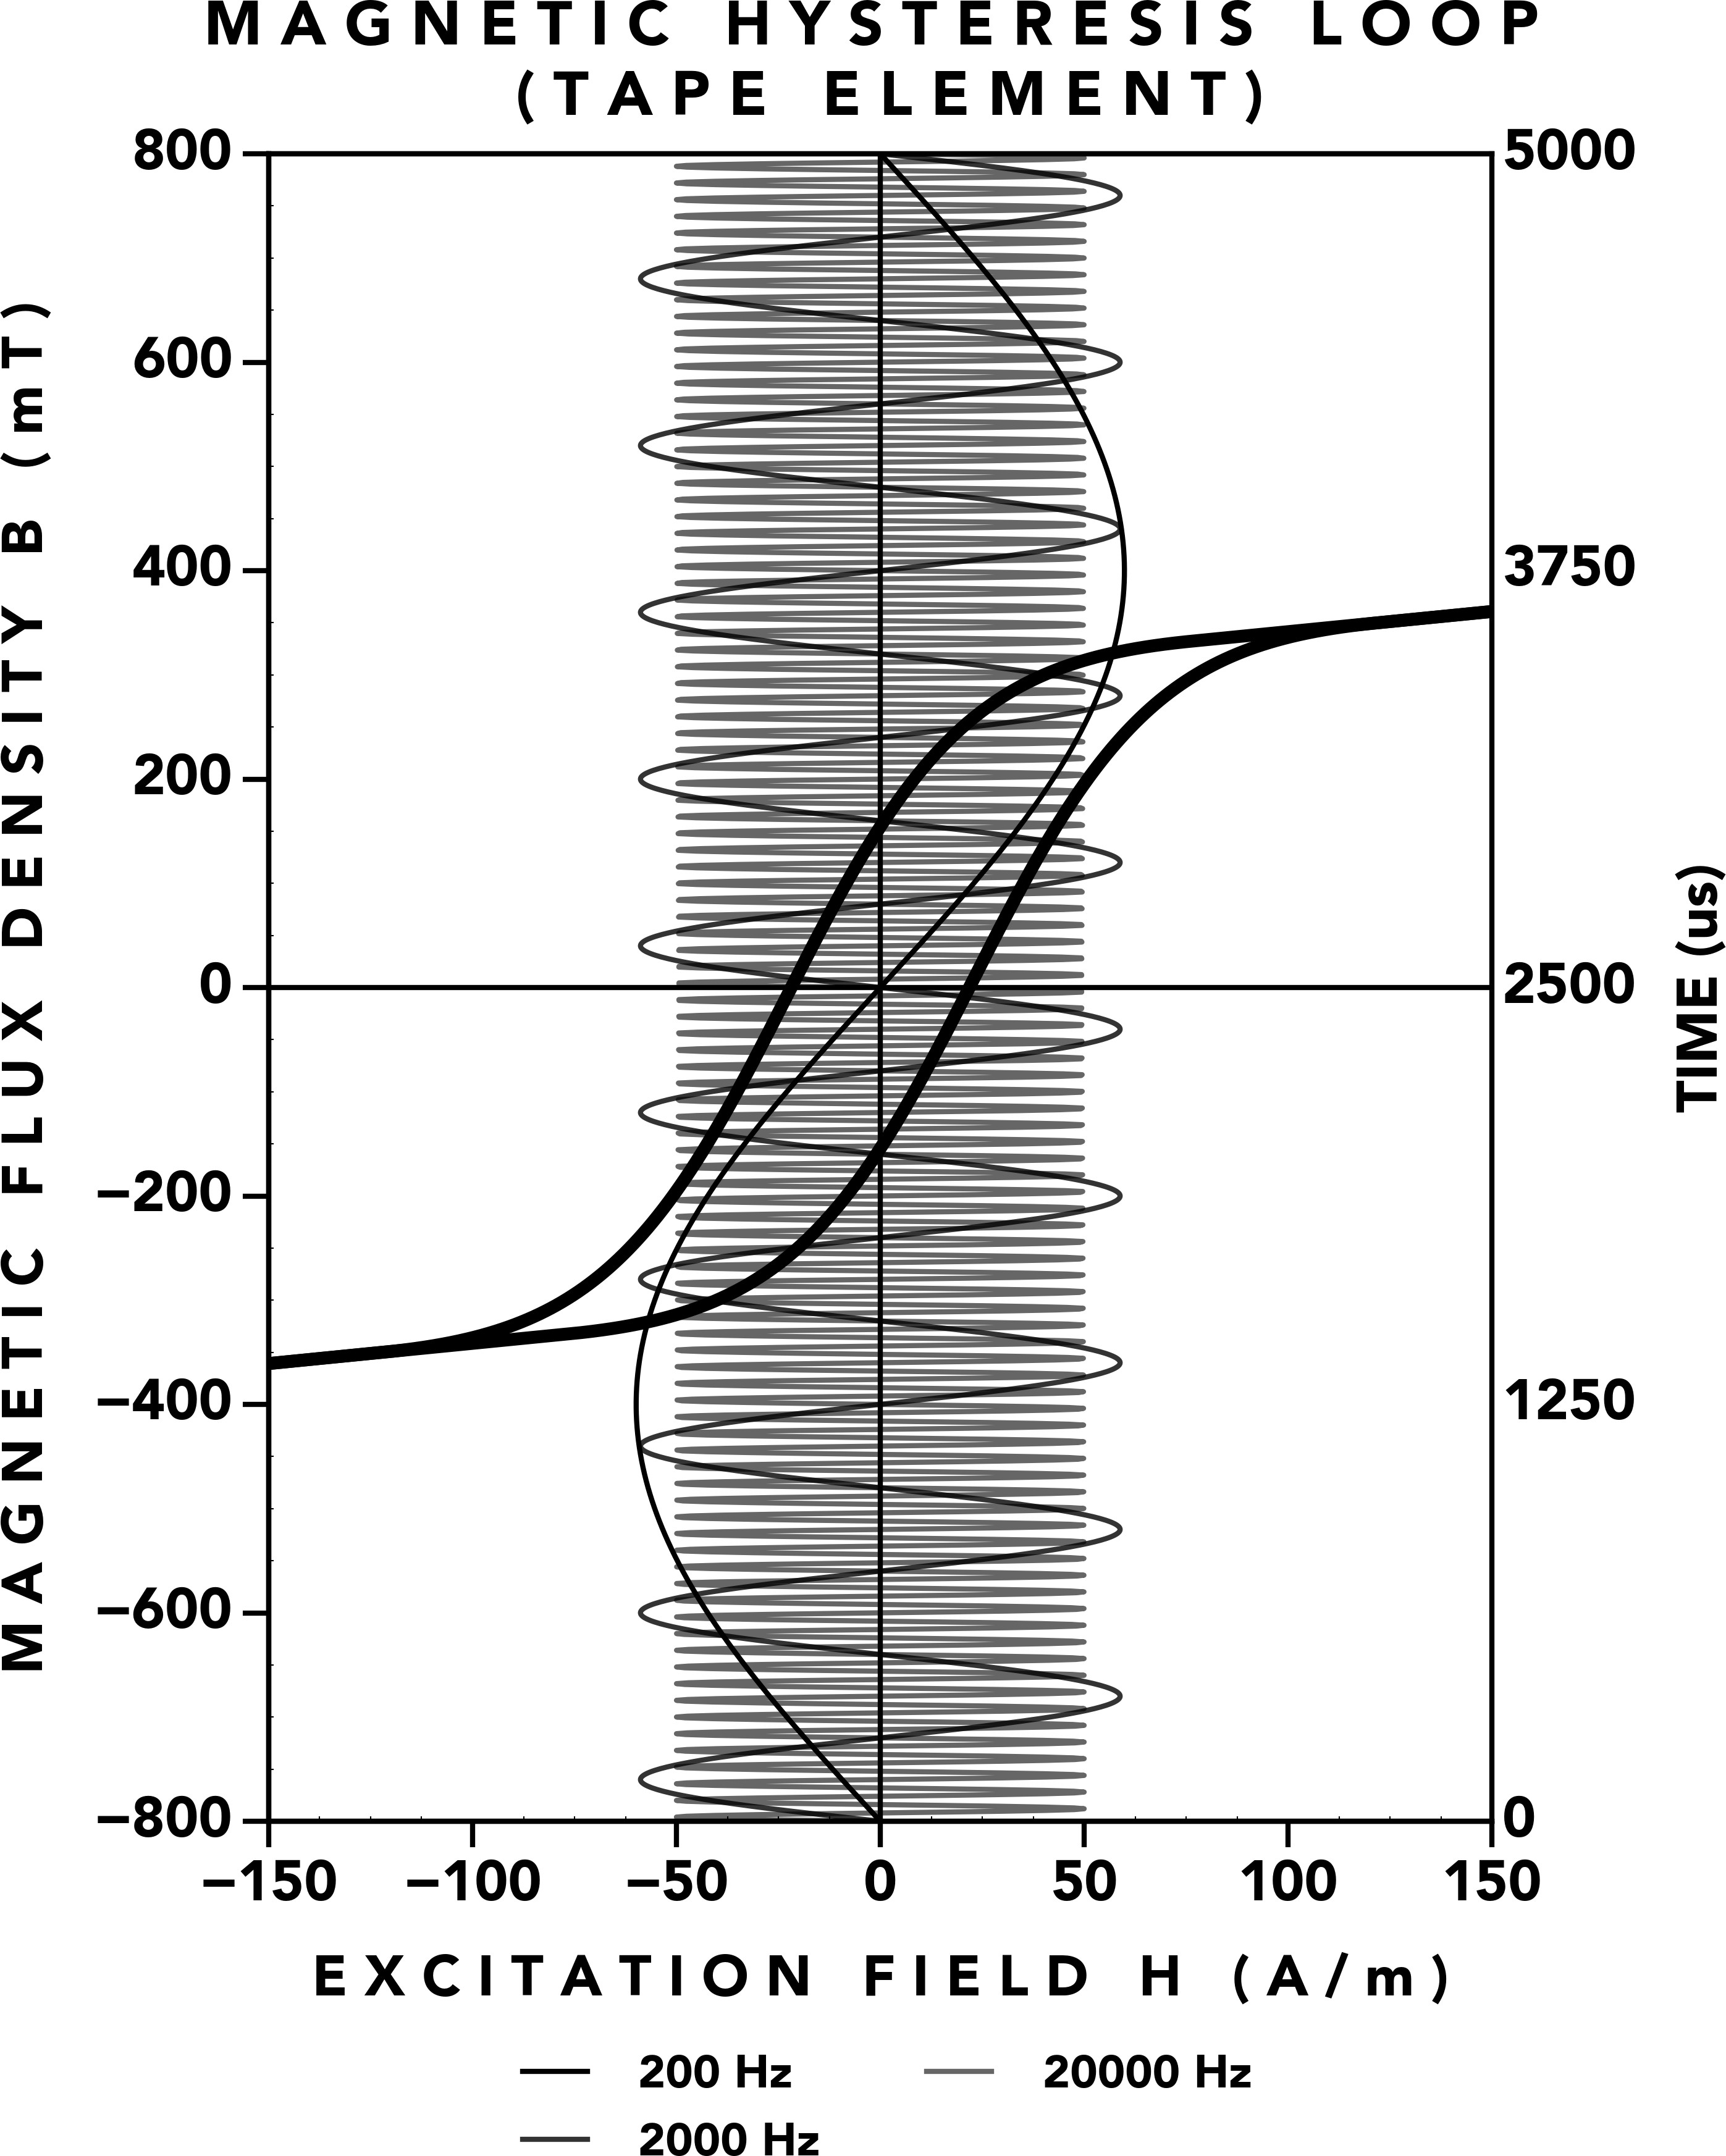 MAGNETIC HYSTERESIS LOOP
(TAPE ELEMENT)
MAGNETIC FLUX DENSITY B (mT)
800
600
400
200
0
−200
−400
−600
−800
5000
3750
2500
1250
0
TIME (us)
−150 −100 −50 0 50 100 150
EXCITATION FIELD H (A/m)
200 Hz 20000 Hz
2000 Hz